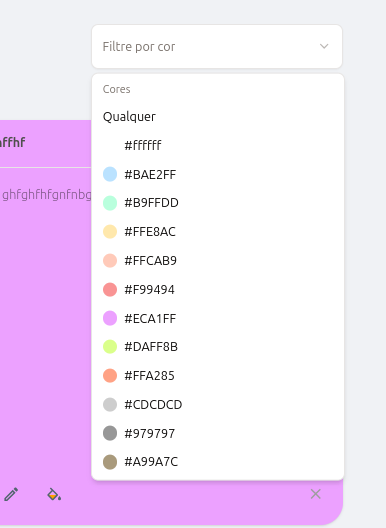 Filtre por cor
Cores
Qualquer
#ffffff
#BAE2FF
#B9FFDD
#FFE8AC
#FFCAB9
#F99494
#ECA1FF
#DAFF8B
#FFA285
#CDCDCD
#979797
#A99A7C
ffhf
ghfghfhfgnfnbg